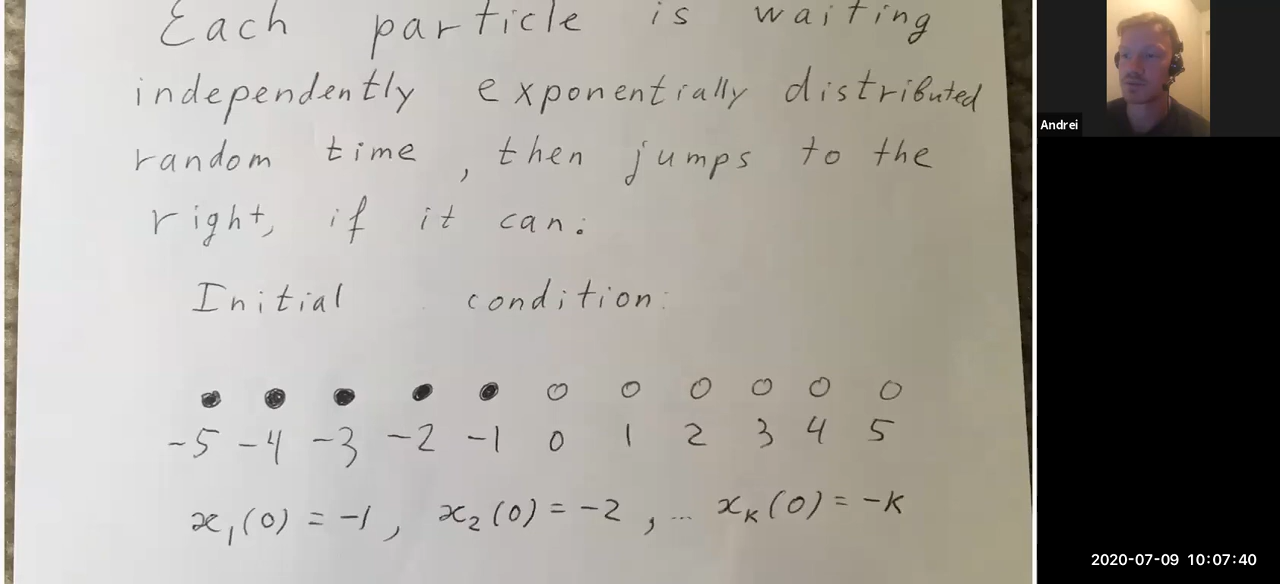 Each particle is waiting
independently exponentially distributed
random time, then jumps to the
right, if it can:
Initial condition:
-5 -4 -3 -2 -1 0 1 2 3 4 5
x₁(0) = -1, x₂(0) = -2, ... xₖ(0) = -k
Andrei
2020-07-09 10:07:40